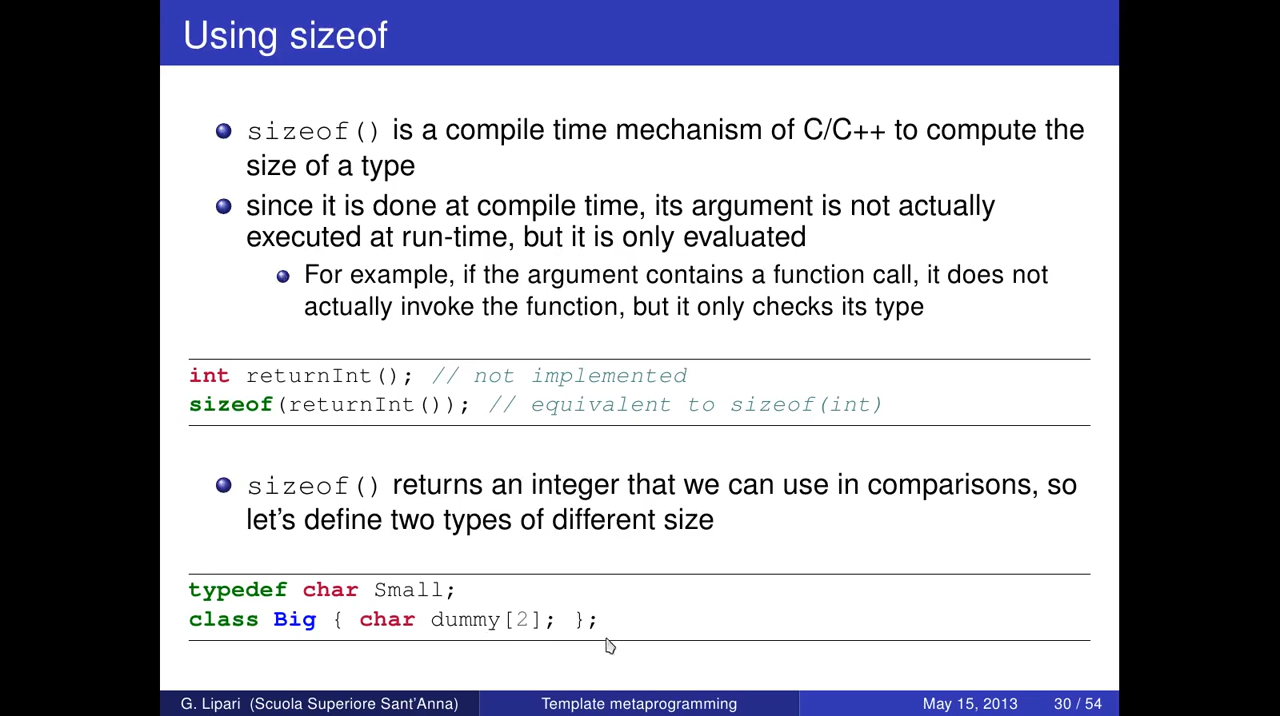 Using sizeof
sizeof() is a compile time mechanism of C/C++ to compute the
size of a type
since it is done at compile time, its argument is not actually
executed at run-time, but it is only evaluated
For example, if the argument contains a function call, it does not
actually invoke the function, but it only checks its type
int returnInt(); // not implemented
sizeof(returnInt()); // equivalent to sizeof(int)
sizeof() returns an integer that we can use in comparisons, so
let's define two types of different size
typedef char Small;
class Big { char dummy[2]; };
G. Lipari (Scuola Superiore Sant'Anna) Template metaprogramming May 15, 2013 30 / 54